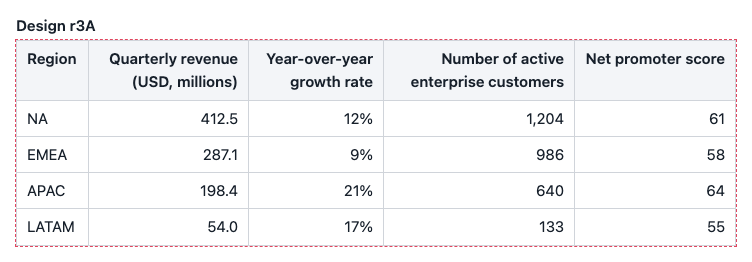 Design r3A
Region Quarterly revenue Year-over-year Number of active Net promoter score
(USD, millions) growth rate enterprise customers
NA 412.5 12% 1,204 61
EMEA 287.1 9% 986 58
APAC 198.4 21% 640 64
LATAM 54.0 17% 133 55